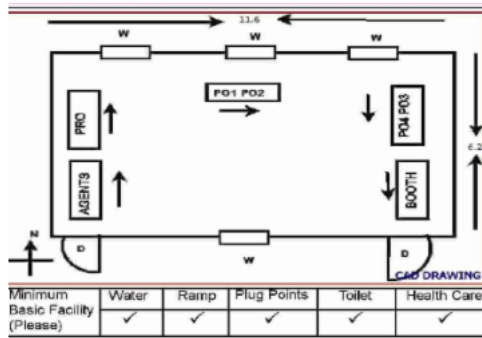 11.6
W W W
PO1 PO2
PRO
PO4 PO3
6.2
AGENTS
BOOTH
N
D
D
W
CAD DRAWING
Minimum Basic Facility (Please) Water Ramp Plug Points Toilet Health Care
✓ ✓ ✓ ✓ ✓